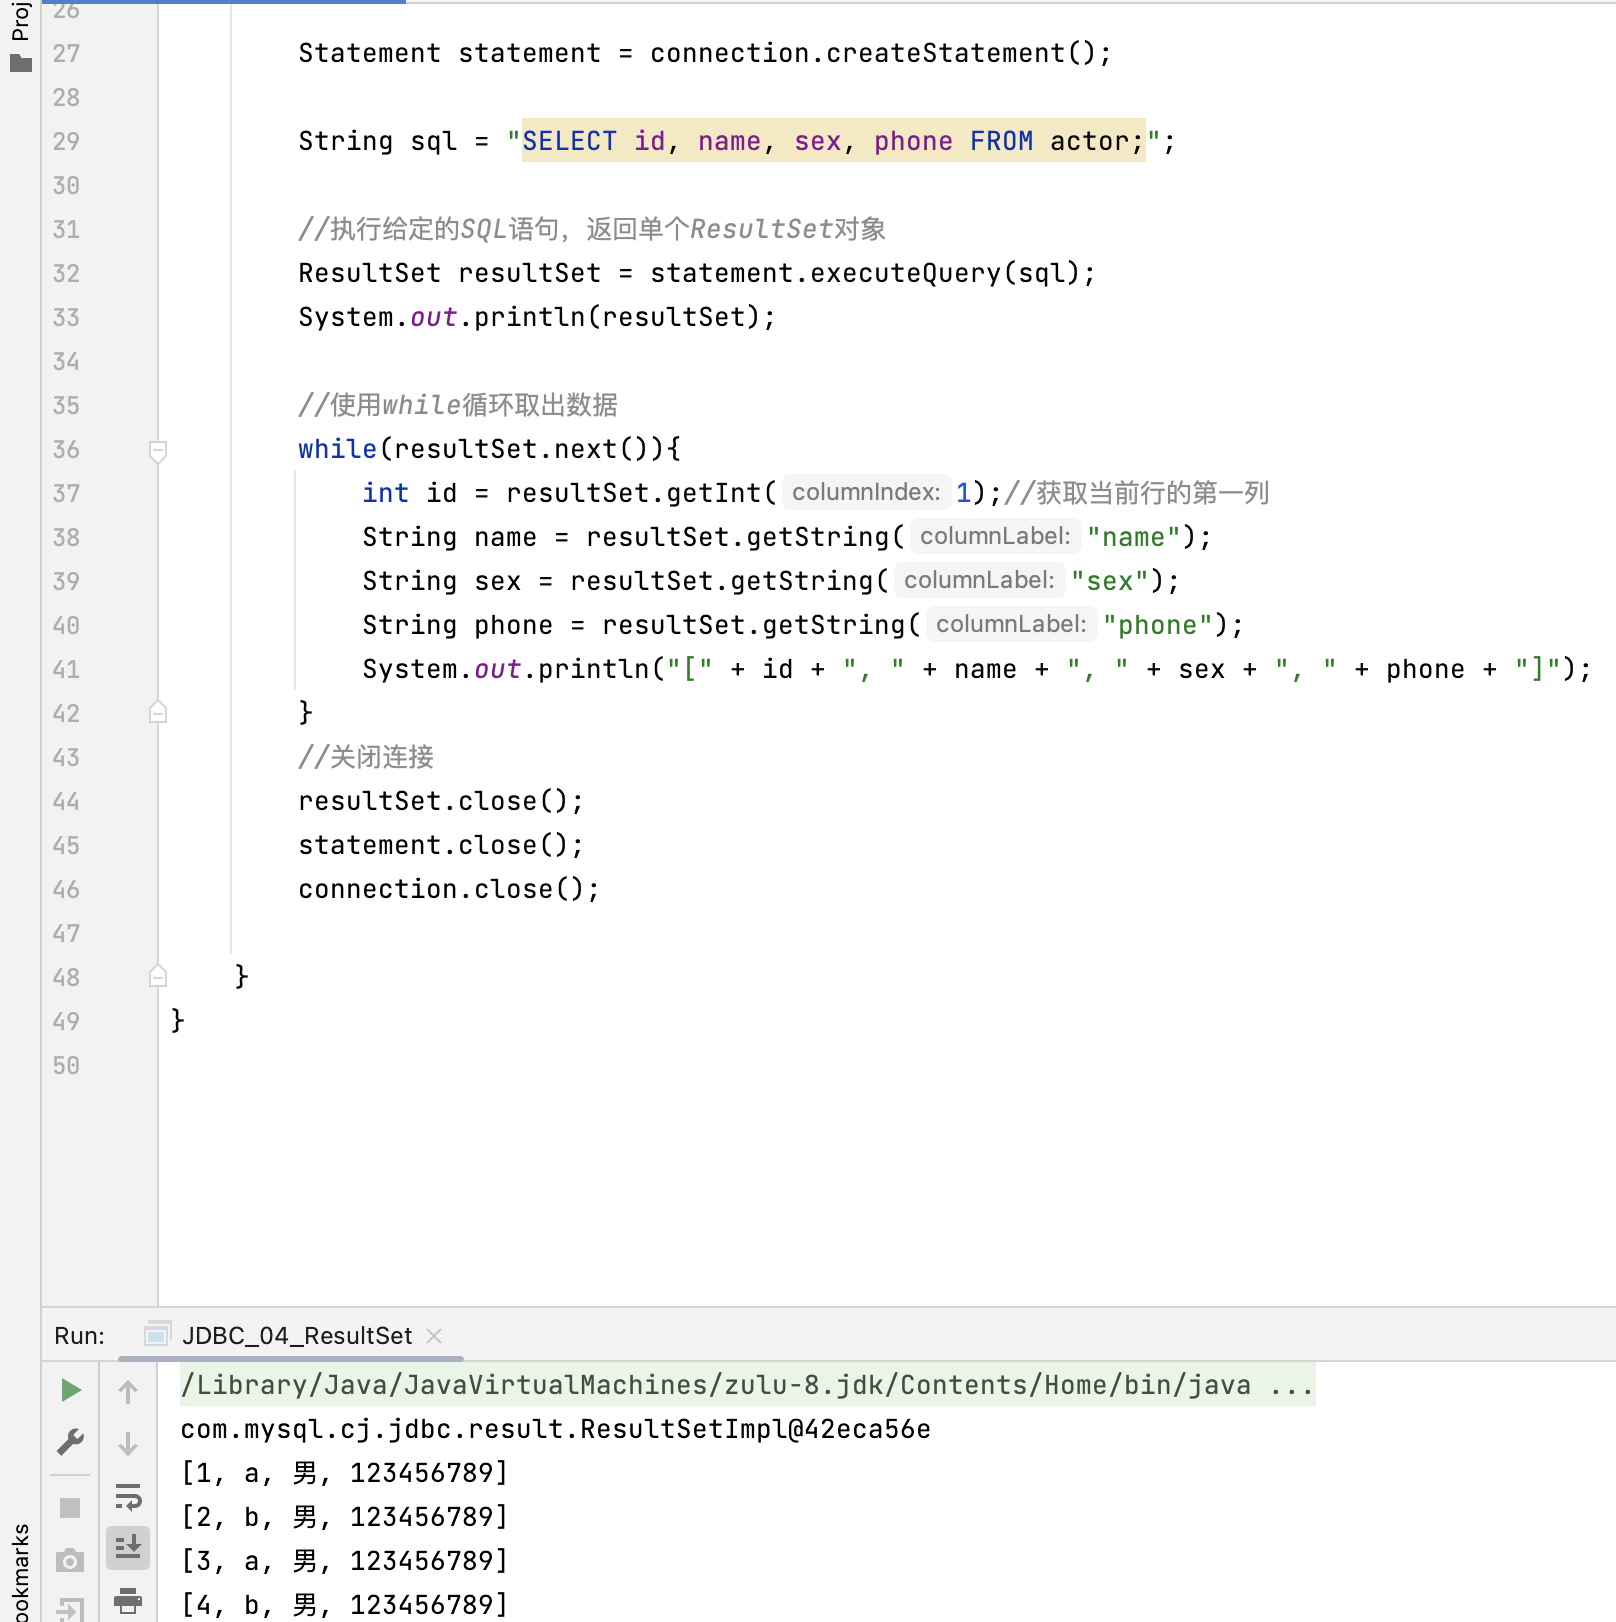 Proj
26
27 Statement statement = connection.createStatement();
28
29 String sql = "SELECT id, name, sex, phone FROM actor;";
30
31 //执行给定的SQL语句，返回单个ResultSet对象
32 ResultSet resultSet = statement.executeQuery(sql);
33 System.out.println(resultSet);
34
35 //使用while循环取出数据
36 while(resultSet.next()){
37 int id = resultSet.getInt( columnIndex: 1);//获取当前行的第一列
38 String name = resultSet.getString( columnLabel: "name");
39 String sex = resultSet.getString( columnLabel: "sex");
40 String phone = resultSet.getString( columnLabel: "phone");
41 System.out.println("[" + id + ", " + name + ", " + sex + ", " + phone + "]");
42 }
43 //关闭连接
44 resultSet.close();
45 statement.close();
46 connection.close();
47
48 }
49 }
50
Run: JDBC_04_ResultSet
/Library/Java/JavaVirtualMachines/zulu-8.jdk/Contents/Home/bin/java ...
com.mysql.cj.jdbc.result.ResultSetImpl@42eca56e
[1, a, 男, 123456789]
[2, b, 男, 123456789]
[3, a, 男, 123456789]
[4, b, 男, 123456789]
ookmarks